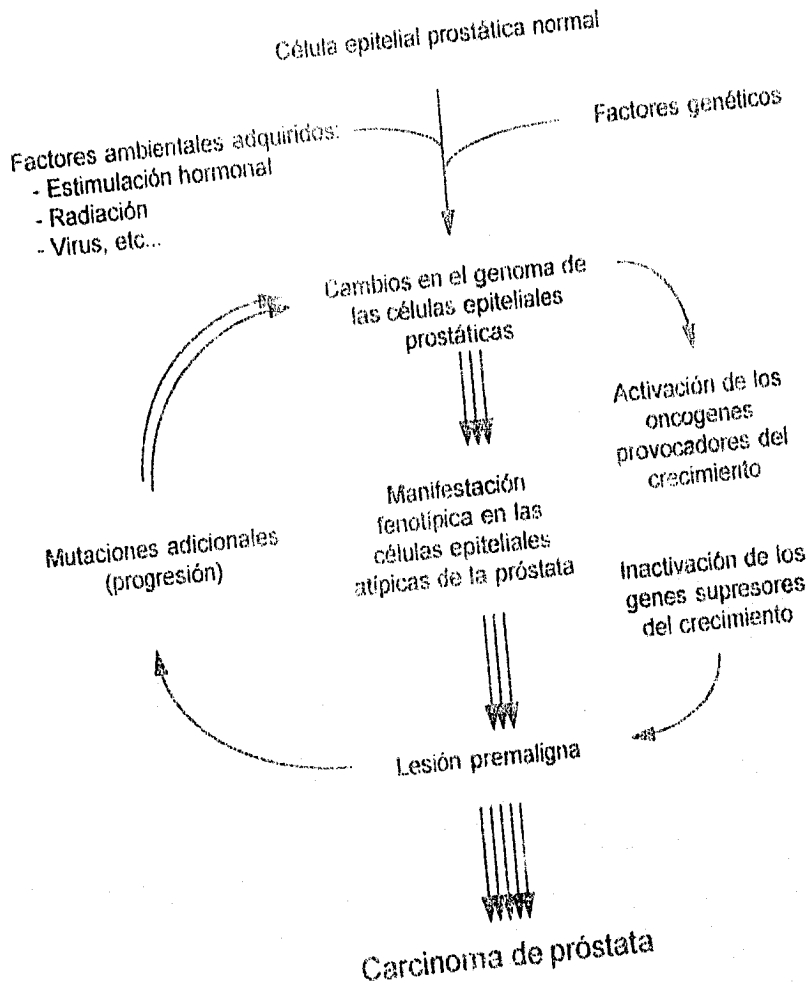 Célula epitelial prostática normal
Factores genéticos
Factores ambientales adquiridos:
- Estimulación hormonal
- Radiación
- Virus, etc...
Cambios en el genoma de
las células epiteliales
prostáticas
Activación de los
oncogenes
provocadores del
crecimiento
Manifestación
fenotípica en las
células epiteliales
atípicas de la próstata
Mutaciones adicionales
(progresión)
Inactivación de los
genes supresores
del crecimiento
Lesión premaligna
Carcinoma de próstata